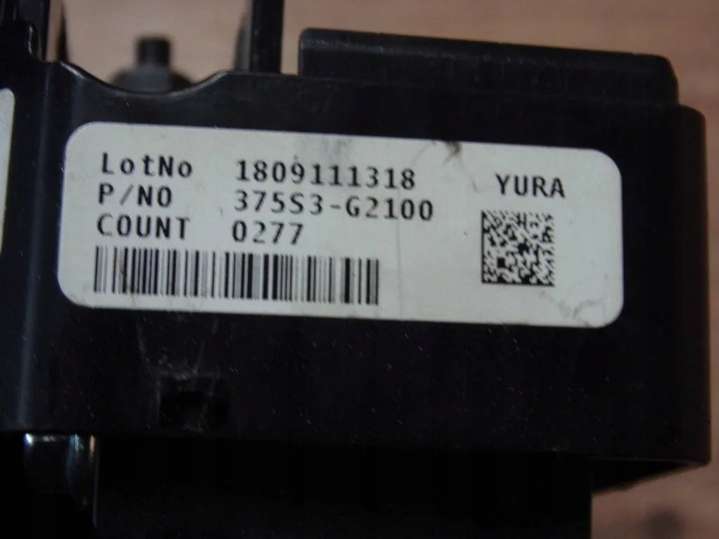 LotNo 1809111318 YURA
P/NO 375S3-G2100
COUNT 0277